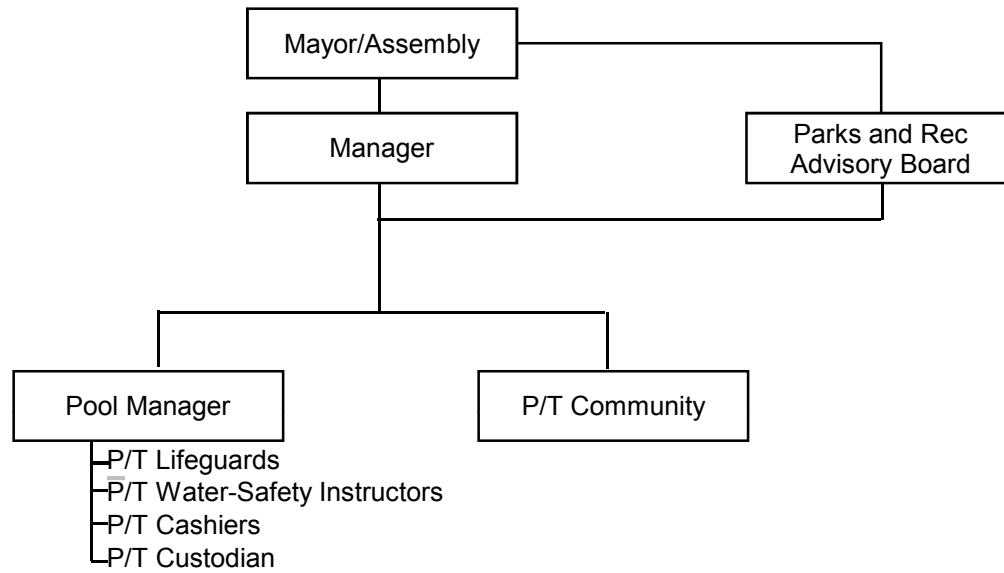 Mayor/Assembly
Manager
Parks and Rec
Advisory Board
Pool Manager
P/T Community
P/T Lifeguards
P/T Water-Safety Instructors
P/T Cashiers
P/T Custodian